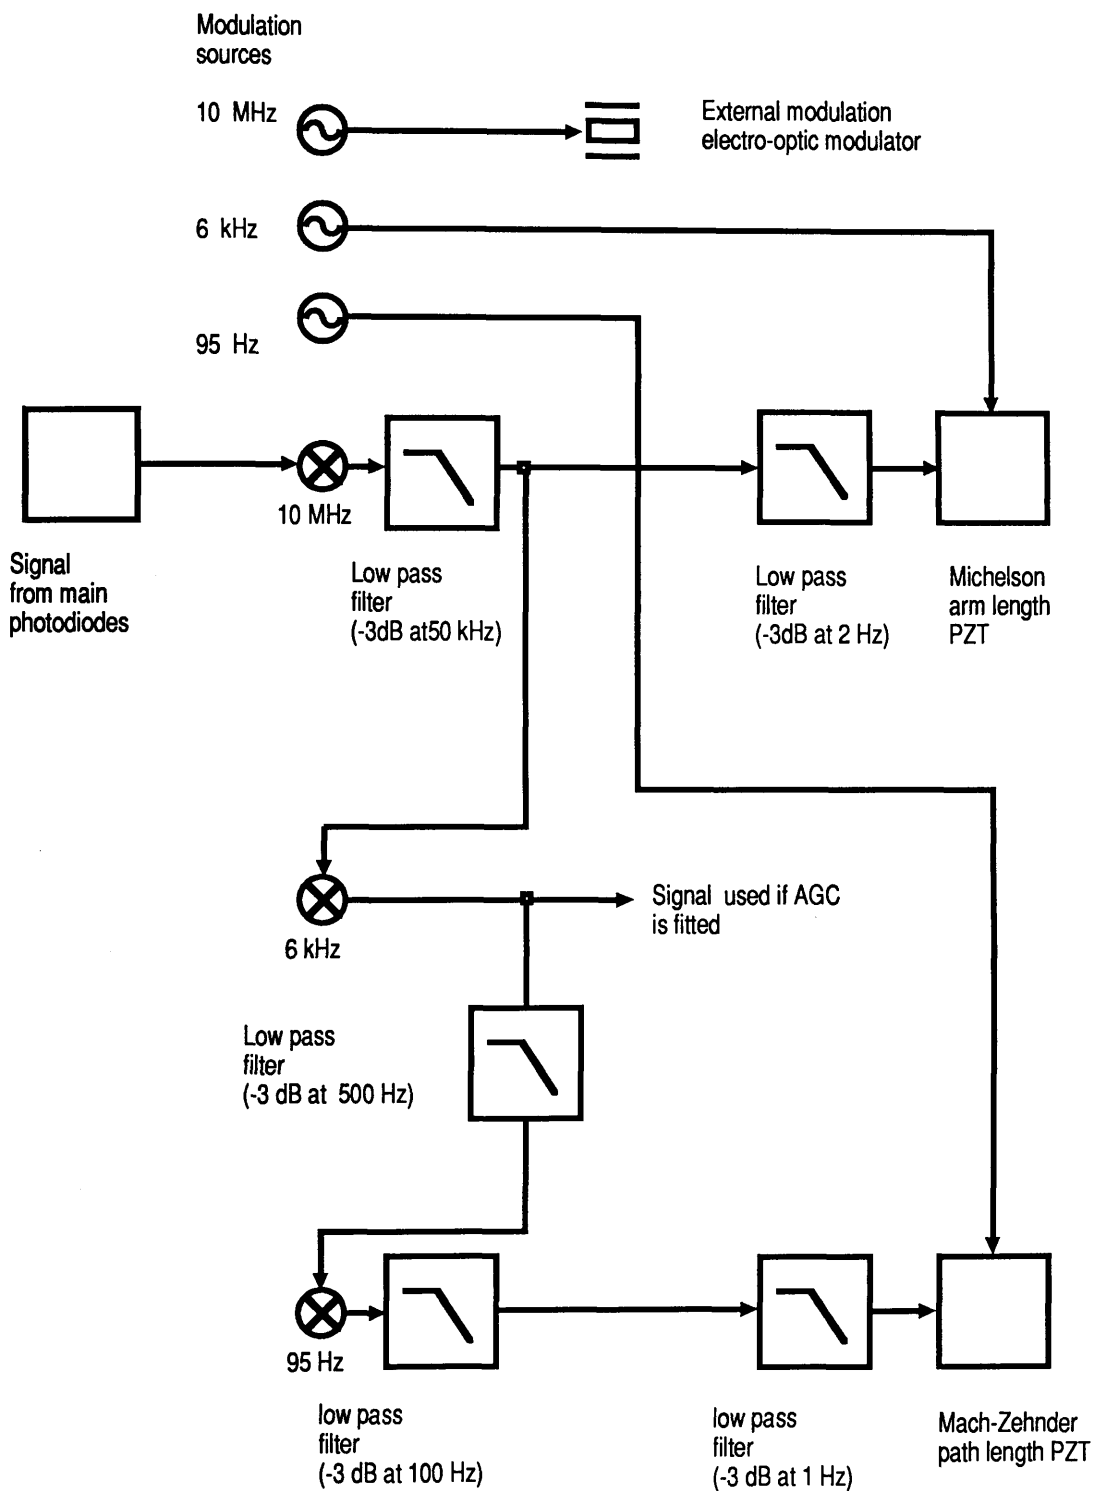 Modulation
sources
10 MHz
External modulation
electro-optic modulator
6 kHz
95 Hz
10 MHz
Signal
from main
photodiodes
Low pass
filter
(-3dB at50 kHz)
Low pass
filter
(-3dB at 2 Hz)
Michelson
arm length
PZT
6 kHz
Signal used if AGC
is fitted
Low pass
filter
(-3 dB at 500 Hz)
95 Hz
low pass
filter
(-3 dB at 100 Hz)
low pass
filter
(-3 dB at 1 Hz)
Mach-Zehnder
path length PZT